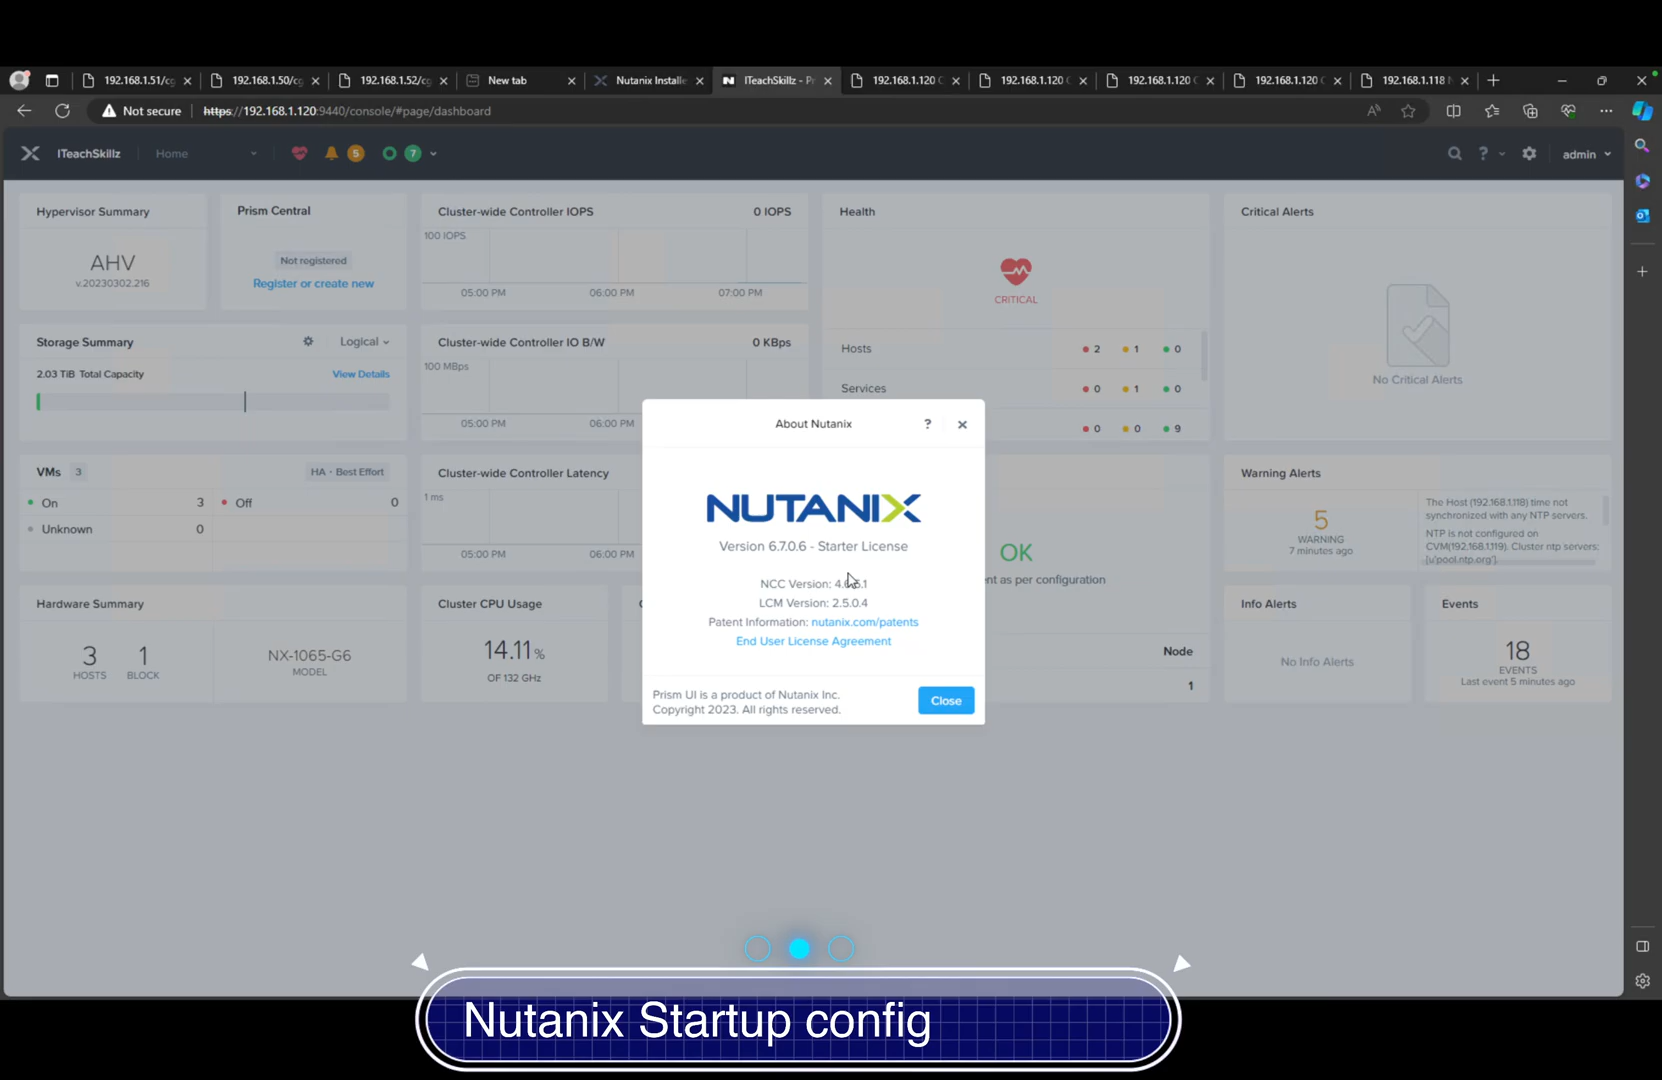 192.168.1.51/cg
192.168.1.50/cg
192.168.1.52/cg
New tab
Nutanix Installe
ITeachSkillz - Pr
192.168.1.120 C
192.168.1.120 C
192.168.1.120 C
192.168.1.120 C
192.168.1.118 N
Not secure
https://192.168.1.120:9440/console/#page/dashboard
ITeachSkillz
Home
5
7
?
admin
Hypervisor Summary
AHV
v.20230302.216
Prism Central
Not registered
Register or create new
Cluster-wide Controller IOPS
0 IOPS
100 IOPS
05:00 PM
06:00 PM
07:00 PM
Health
CRITICAL
Hosts
2
1
0
Services
0
1
0
0
0
9
Critical Alerts
No Critical Alerts
Storage Summary
Logical
2.03 TiB Total Capacity
View Details
Cluster-wide Controller IO B/W
0 KBps
100 MBps
05:00 PM
06:00 PM
VMs 3
HA - Best Effort
On 3
Off 0
Unknown 0
Cluster-wide Controller Latency
1 ms
05:00 PM
06:00 PM
About Nutanix
?
NUTANIX
Version 6.7.0.6 - Starter License
LCM Version: 2.5.0.4
NCC Version:
Patent Information: nutanix.com/patents
End User License Agreement
Prism UI is a product of Nutanix Inc.
Copyright 2023. All rights reserved.
Close
OK
nt as per configuration
Node
1
Warning Alerts
5
WARNING
7 minutes ago
The Host (192.168.1.118) time not
synchronized with any NTP servers.
NTP is not configured on
CVM(192.168.1.119). Cluster ntp servers:
[u'pool.ntp.org'].
Hardware Summary
3
HOSTS
1
BLOCK
NX-1065-G6
MODEL
Cluster CPU Usage
14.11 %
OF 132 GHz
Info Alerts
No Info Alerts
Events
18
EVENTS
Last event 5 minutes ago
Nutanix Startup config